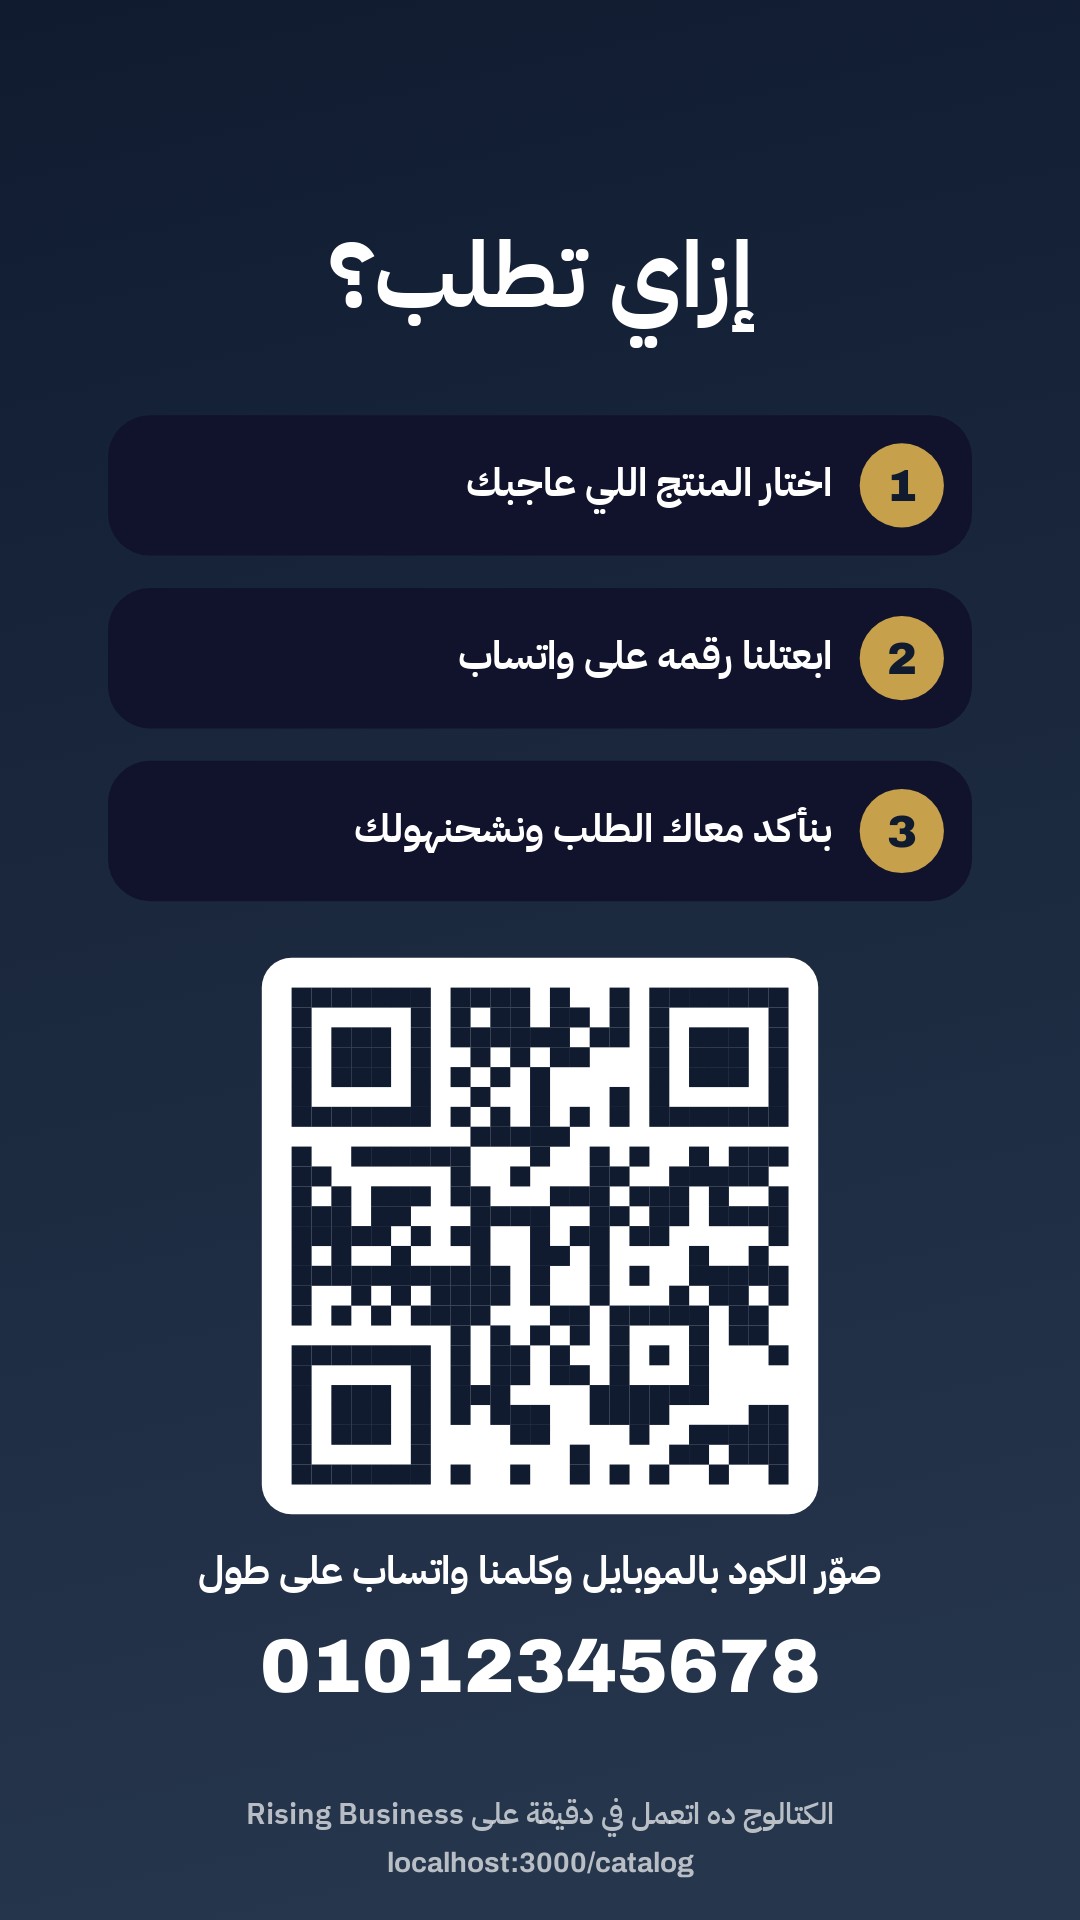 إزاي تطلب؟
1 اختار المنتج اللي عاجبك
2 ابعتلنا رقمه على واتساب
3 بنأكد معاك الطلب ونشحنهولك
صوّر الكود بالموبايل وكلمنا واتساب على طول
01012345678
الكتالوج ده اتعمل في دقيقة على Rising Business
localhost:3000/catalog